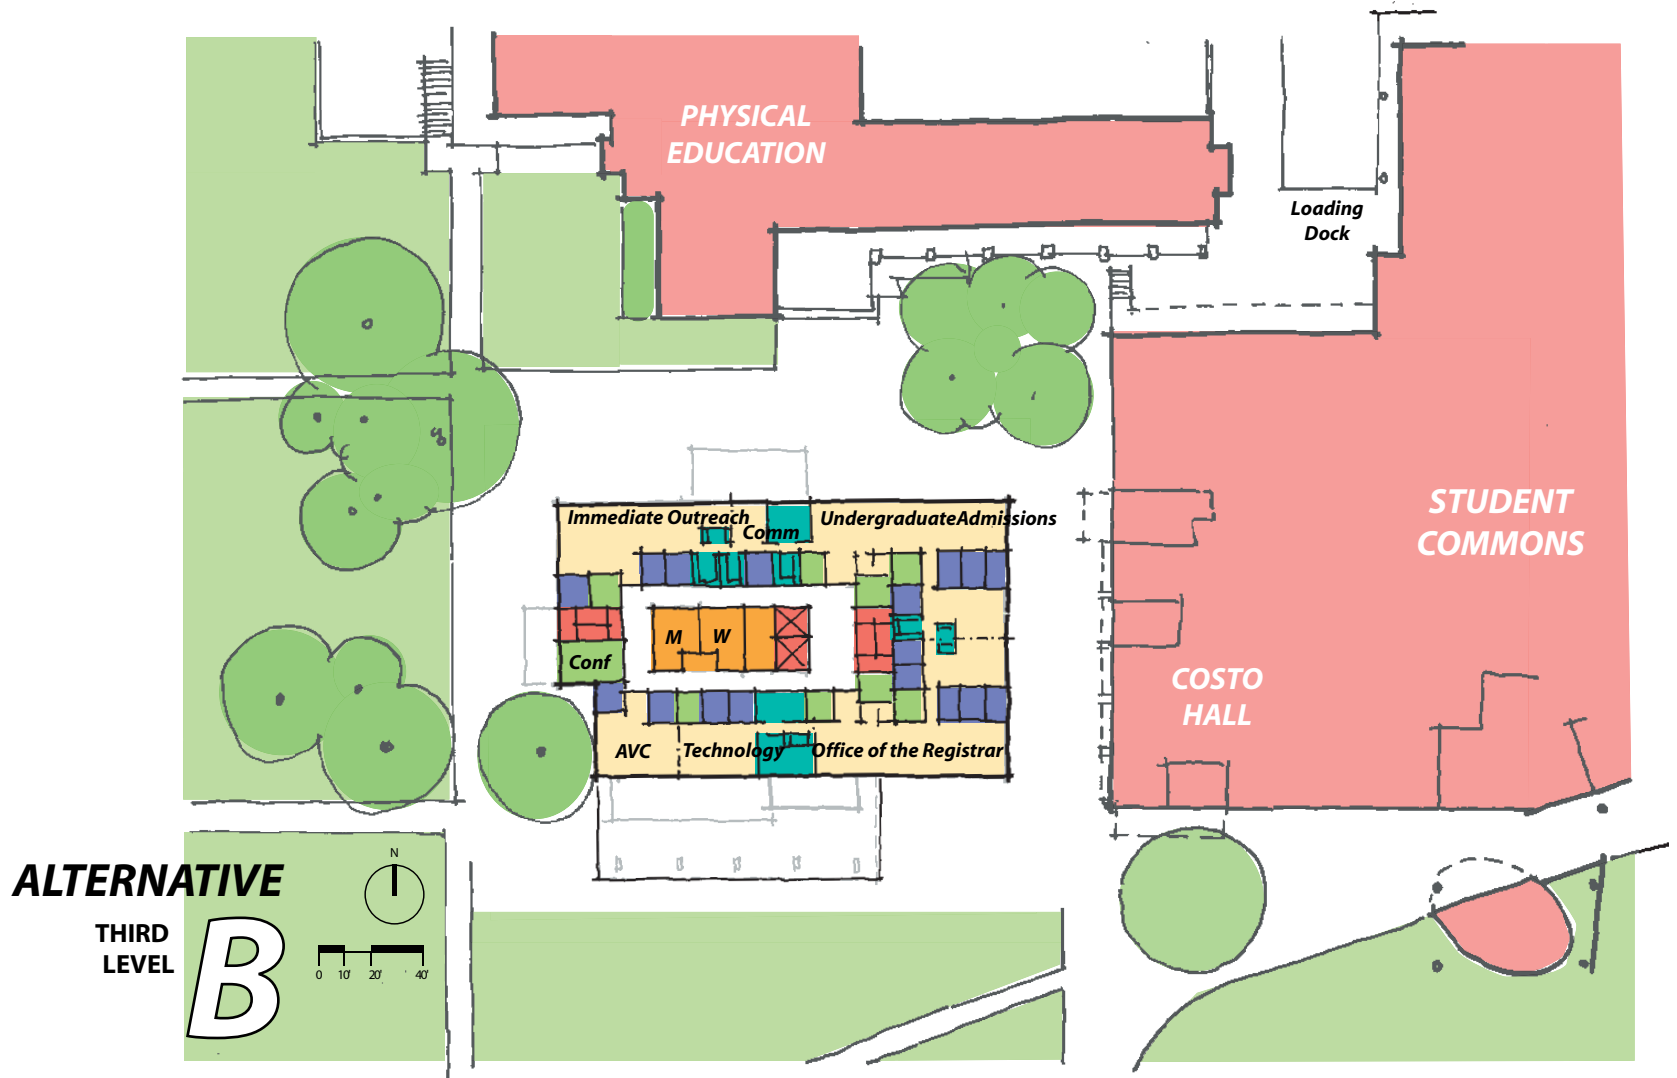 PHYSICAL
EDUCATION
Loading
Dock
STUDENT
COMMONS
Immediate Outreach
Comm
UndergraduateAdmissions
M
W
Conf
COSTO
HALL
AVC
Technology
Office of the Registrar
ALTERNATIVE
THIRD
LEVEL
B
N
0 10' 20' 40'